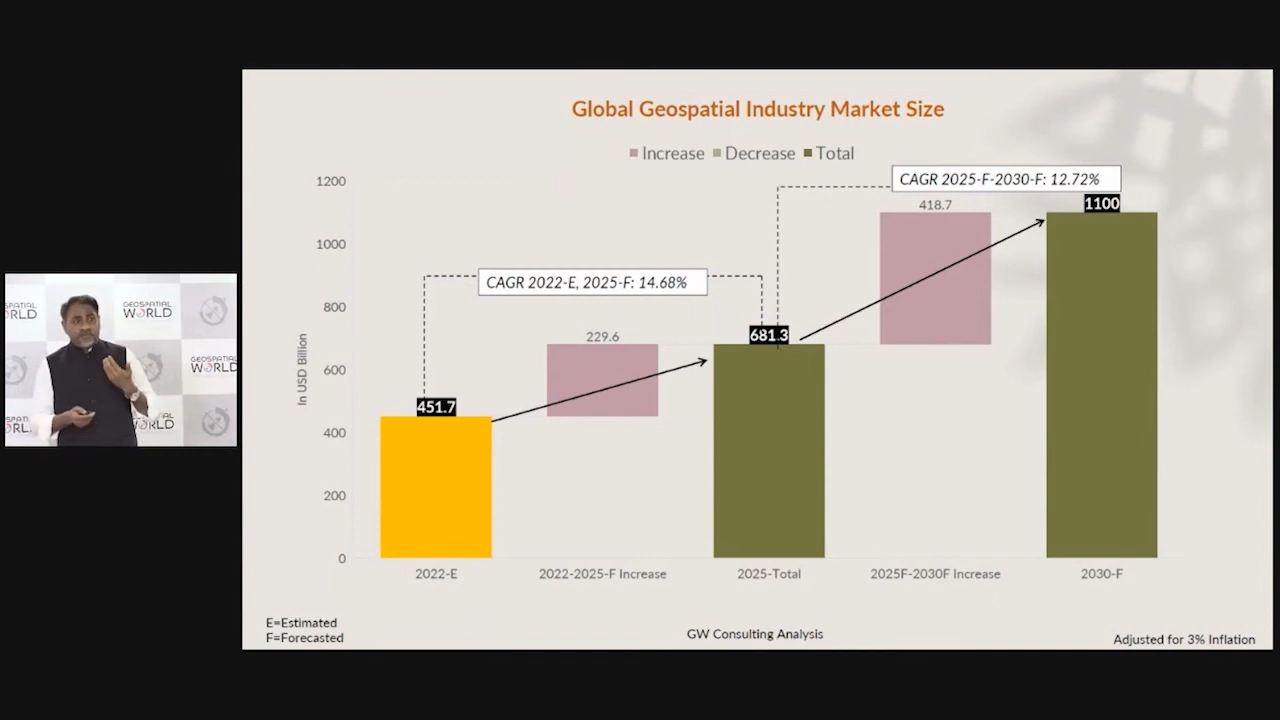 Global Geospatial Industry Market Size
Increase Decrease Total
CAGR 2025-F-2030-F: 12.72%
1200
1000
800
600
400
200
0
In USD Billion
CAGR 2022-E, 2025-F: 14.68%
451.7
229.6
681.3
418.7
1100
2022-E
2022-2025-F Increase
2025-Total
2025F-2030F Increase
2030-F
E=Estimated
F=Forecasted
GW Consulting Analysis
Adjusted for 3% Inflation
GEOSPATIAL
WORLD
GEOSPATIAL
WORLD